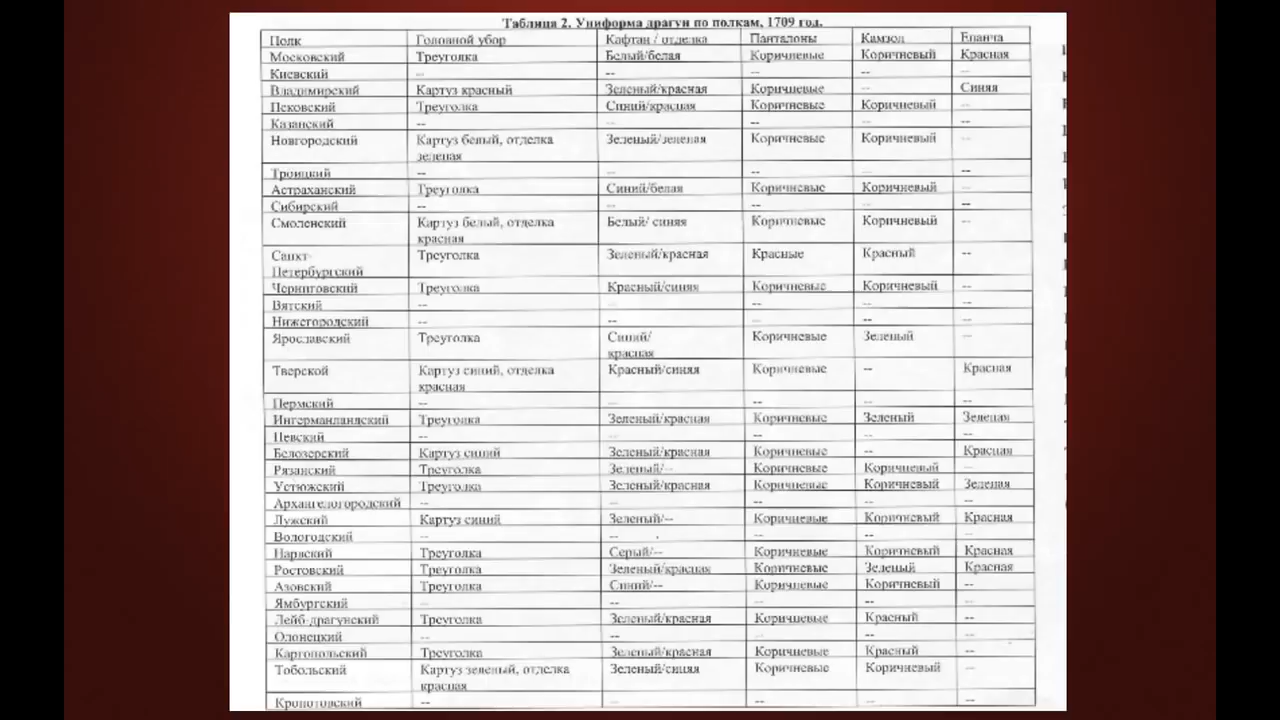 Таблица 2. Униформа драгун по полкам, 1709 год.
Полк Головной убор Кафтан / отделка Панталоны Камзол Епанча
Московский Треуголка Белый/белая Коричневые Коричневый Красная
Киевский -- -- -- -- --
Владимирский Картуз красный Зеленый/красная Коричневые -- Синяя
Псковский Треуголка Синий/красная Коричневые Коричневый --
Казанский -- -- -- -- --
Новгородский Картуз белый, отделка Зеленый/зеленая Коричневые Коричневый --
зеленая
Троицкий -- -- -- -- --
Астраханский Треуголка Синий/белая Коричневые Коричневый --
Сибирский -- -- -- -- --
Смоленский Картуз белый, отделка Белый/ синяя Коричневые Коричневый --
красная
Санкт- Треуголка Зеленый/красная Красные Красный --
Петербургский
Черниговский Треуголка Красный/синяя Коричневые Коричневый --
Вятский -- -- -- -- --
Нижегородский -- -- -- -- --
Ярославский Треуголка Синий/ Коричневые Зеленый
красная
Тверской Картуз синий, отделка Красный/синяя Коричневые -- Красная
красная
Пермский -- -- -- -- --
Ингерманландский Треуголка Зеленый/красная Коричневые Зеленый Зеленая
Невский -- -- -- -- --
Белозерский Картуз синий Зеленый/красная Коричневые -- Красная
Рязанский Треуголка Зеленый/-- Коричневые Коричневый --
Устюжский Треуголка Зеленый/красная Коричневые Коричневый Зеленая
Архангелогородский -- -- -- -- --
Лужский Картуз синий Зеленый/-- Коричневые Коричневый Красная
Вологодский -- -- -- -- --
Нарвский Треуголка Серый/-- Коричневые Коричневый Красная
Ростовский Треуголка Зеленый/красная Коричневые Зеленый Красная
Азовский Треуголка Синий/-- Коричневые Коричневый --
Ямбургский -- -- -- -- --
Лейб-драгунский Треуголка Зеленый/красная Коричневые Красный --
Олонецкий -- -- -- -- --
Каргопольский Треуголка Зеленый/красная Коричневые Красный --
Тобольский Картуз зеленый, отделка Зеленый/синяя Коричневые Коричневый --
красная
Кропотовский -- -- -- -- --